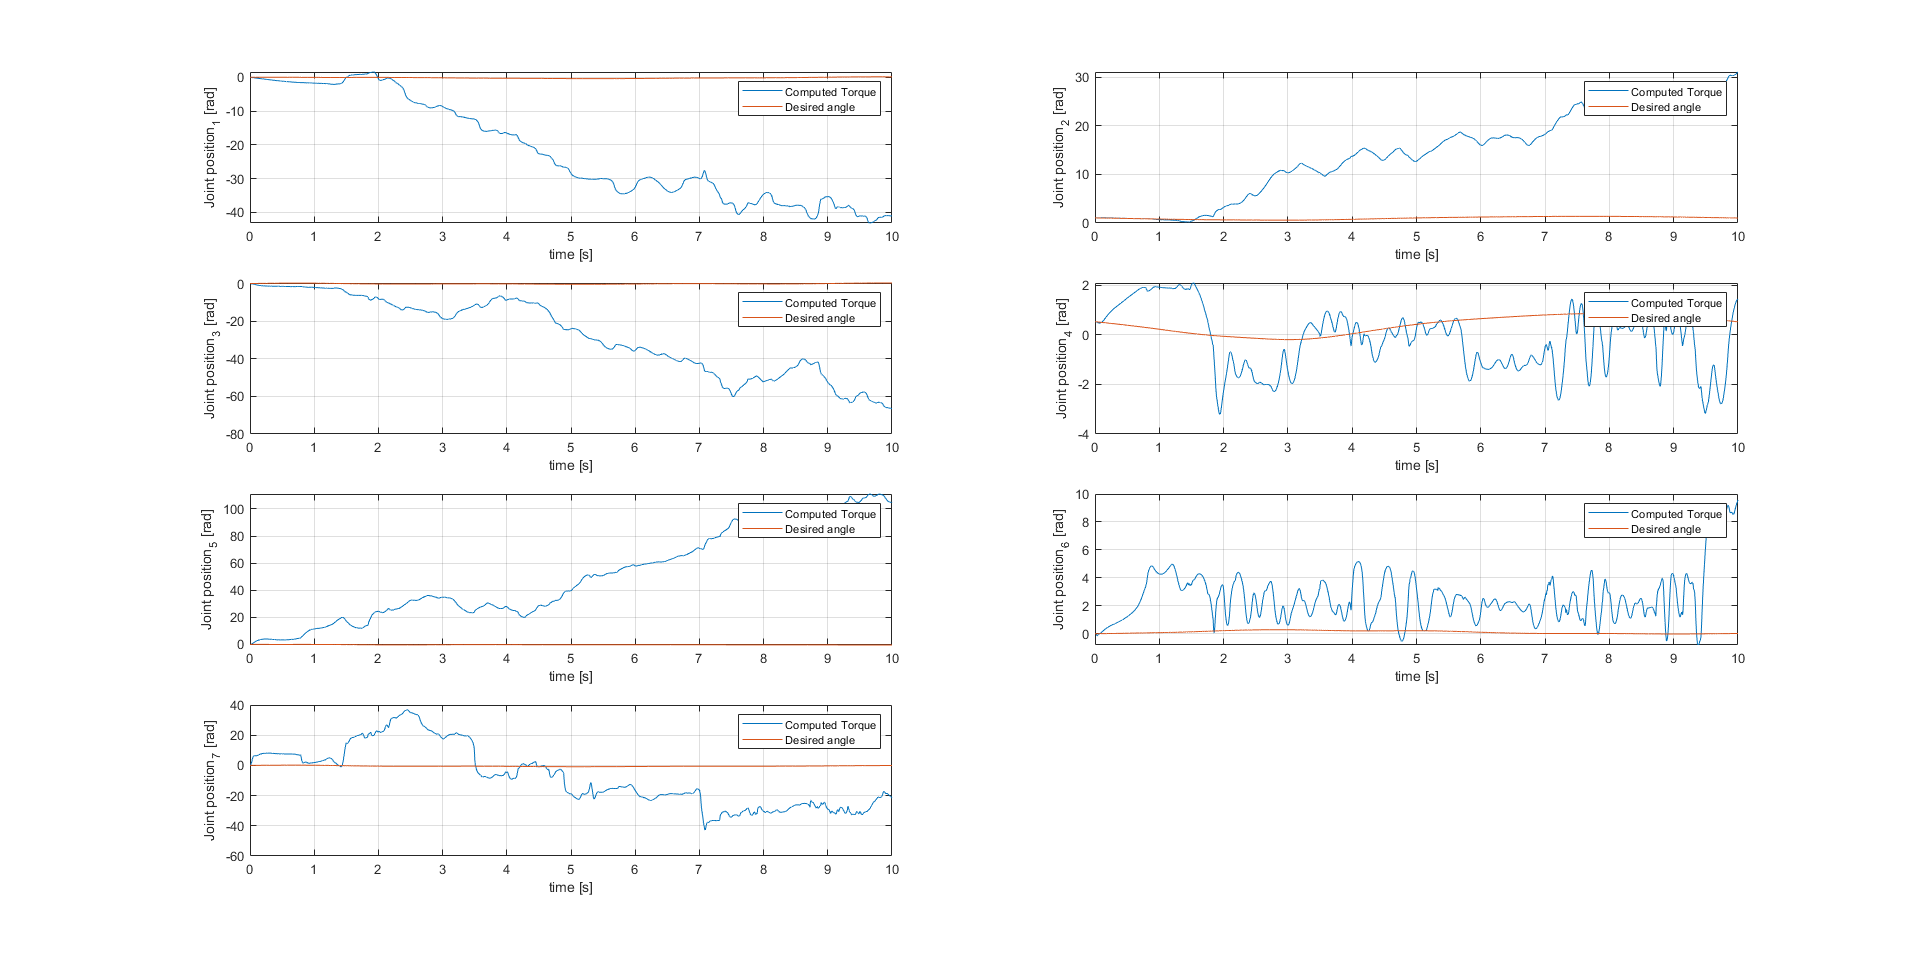 Joint position1 [rad]
0
-10
-20
-30
-40
Computed Torque
Desired angle
0 1 2 3 4 5 6 7 8 9 10
time [s]
Joint position2 [rad]
30
20
10
0
Computed Torque
Desired angle
0 1 2 3 4 5 6 7 8 9 10
time [s]
Joint position3 [rad]
0
-20
-40
-60
-80
Computed Torque
Desired angle
0 1 2 3 4 5 6 7 8 9 10
time [s]
Joint position4 [rad]
2
0
-2
-4
Computed Torque
Desired angle
0 1 2 3 4 5 6 7 8 9 10
time [s]
Joint position5 [rad]
100
80
60
40
20
0
Computed Torque
Desired angle
0 1 2 3 4 5 6 7 8 9 10
time [s]
Joint position6 [rad]
10
8
6
4
2
0
Computed Torque
Desired angle
0 1 2 3 4 5 6 7 8 9 10
time [s]
Joint position7 [rad]
40
20
0
-20
-40
-60
Computed Torque
Desired angle
0 1 2 3 4 5 6 7 8 9 10
time [s]